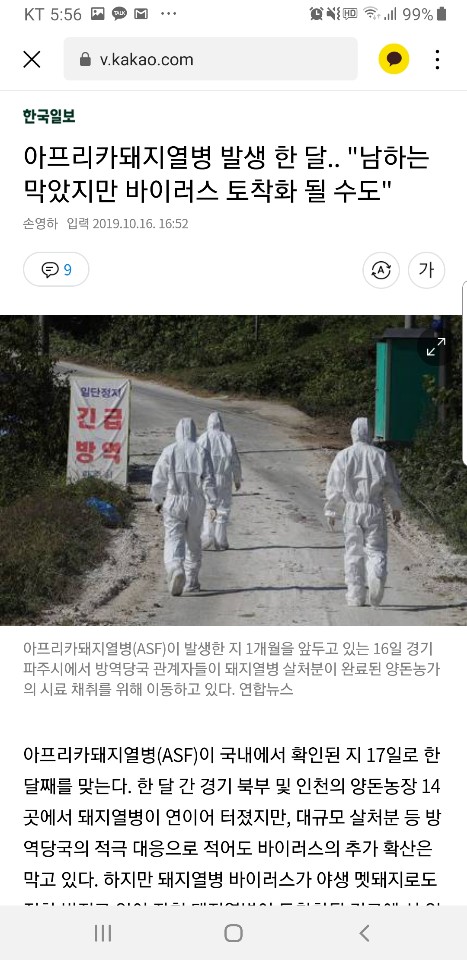 KT 5:56
HD
99%
v.kakao.com
한국일보
아프리카돼지열병 발생 한 달.. "남하는
막았지만 바이러스 토착화 될 수도"
손영하 입력 2019.10.16. 16:52
9
A
가
일단정지
긴급
방역
아프리카돼지열병(ASF)이 발생한 지 1개월을 앞두고 있는 16일 경기
파주시에서 방역당국 관계자들이 돼지열병 살처분이 완료된 양돈농가
의 시료 채취를 위해 이동하고 있다. 연합뉴스
아프리카돼지열병(ASF)이 국내에서 확인된 지 17일로 한
달째를 맞는다. 한 달 간 경기 북부 및 인천의 양돈농장 14
곳에서 돼지열병이 연이어 터졌지만, 대규모 살처분 등 방
역당국의 적극 대응으로 적어도 바이러스의 추가 확산은
막고 있다. 하지만 돼지열병 바이러스가 야생 멧돼지로도